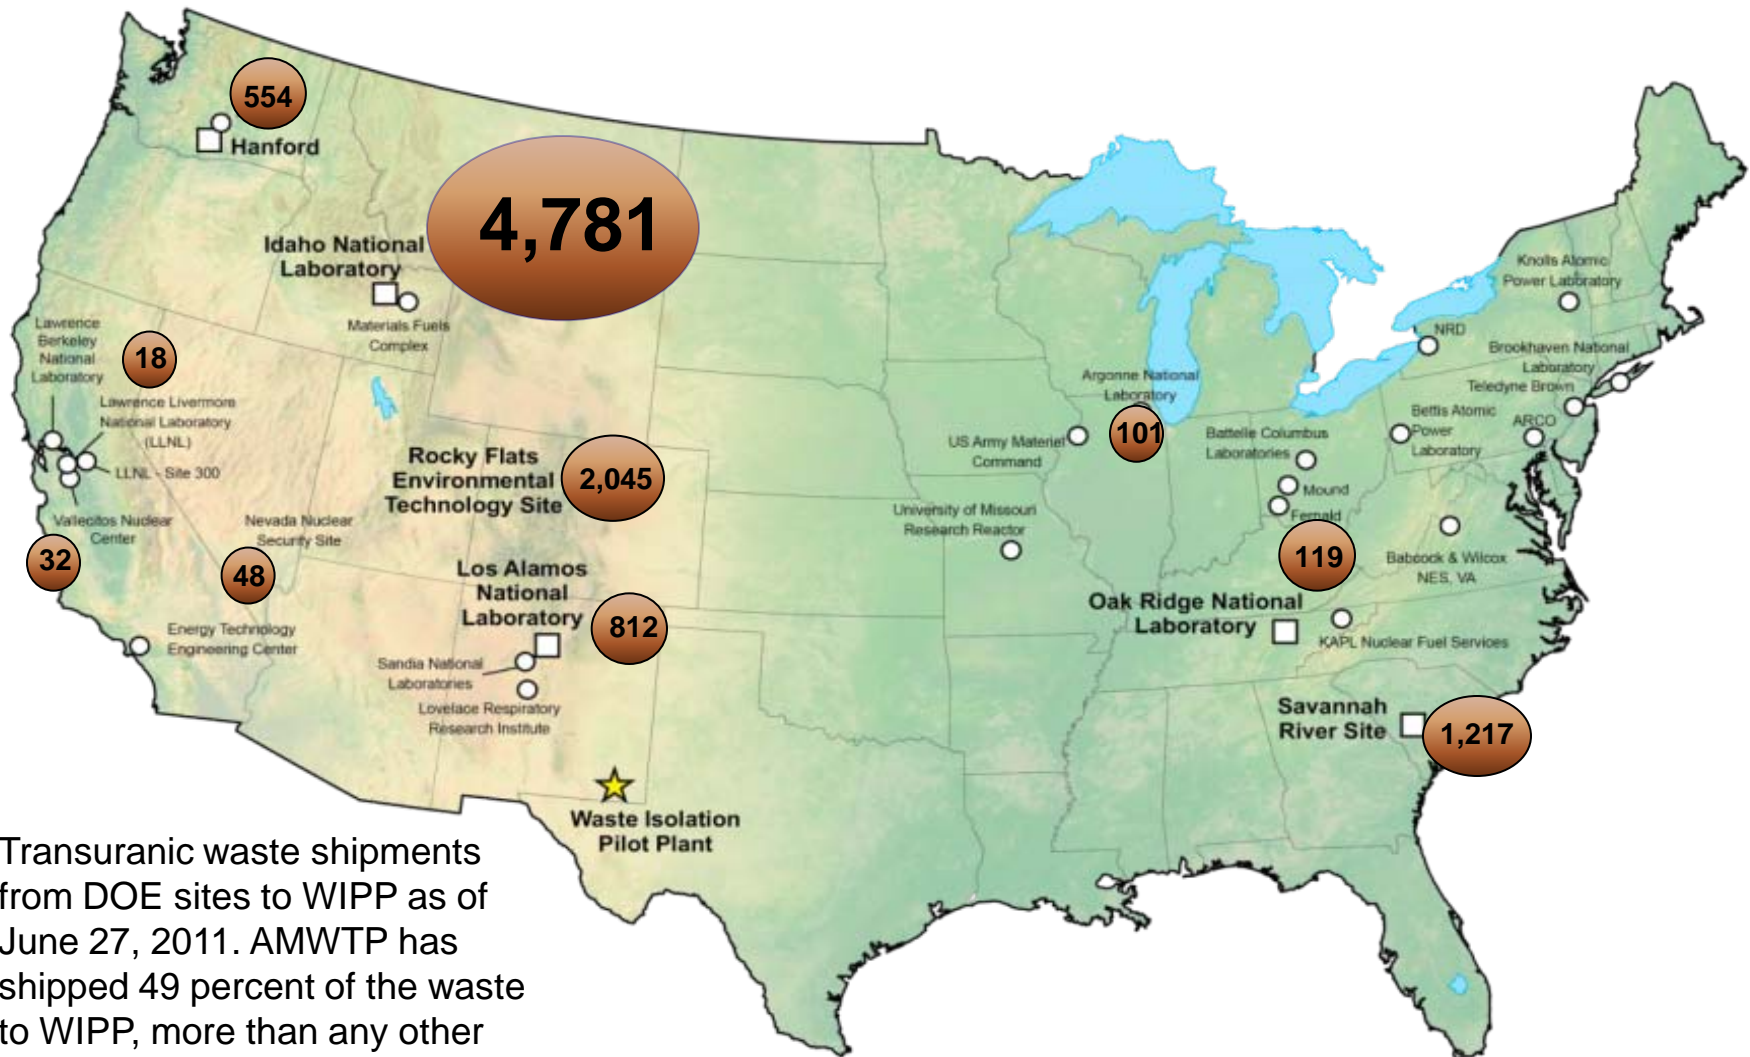 554
Hanford
4,781
Idaho National
Laboratory
Materials Fuels
Complex
Lawrence
Berkeley
National
Laboratory
18
Lawrence Livermore
National Laboratory
(LLNL)
LLNL - Site 300
Vallecitos Nuclear
Center
32
Nevada Nuclear
Security Site
48
Energy Technology
Engineering Center
Rocky Flats
Environmental
Technology Site
2,045
Los Alamos
National
Laboratory
812
Sandia National
Laboratories
Lovelace Respiratory
Research Institute
Waste Isolation
Pilot Plant
Argonne National
Laboratory
101
US Army Materiel
Command
University of Missouri
Research Reactor
Battelle Columbus
Laboratories
Mound
Fernald
119
Oak Ridge National
Laboratory
KAPL Nuclear Fuel Services
Savannah
River Site
1,217
Knolls Atomic
Power Laboratory
NRD
Brookhaven National
Laboratory
Teledyne Brown
Bettis Atomic
Power
Laboratory
ARCO
Babcock & Wilcox
NES, VA
Transuranic waste shipments
from DOE sites to WIPP as of
June 27, 2011. AMWTP has
shipped 49 percent of the waste
to WIPP, more than any other